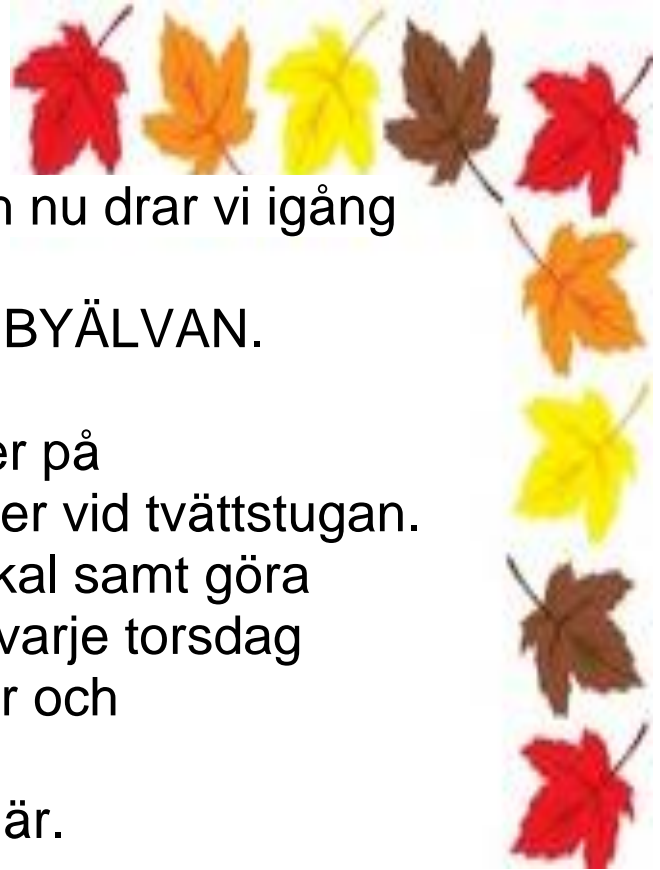 n nu drar vi igång
BYÄLVAN.
er på
er vid tvättstugan.
kal samt göra
varje torsdag
r och
är.